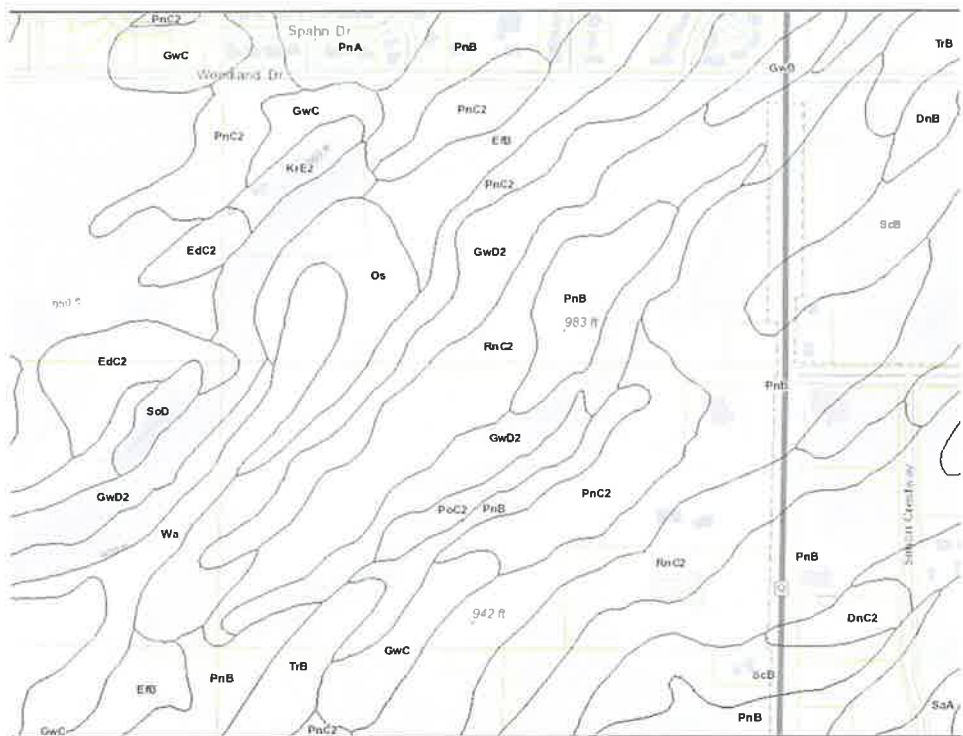 PnC2
Spahn Dr
GwC
PnA
PnB
TrB
GwB
Woodland Dr
PnC2
GwC
DnB
PnC2
EfB
KrE2
PnC2
ScB
EdC2
GwD2
Os
PnB
983 ft
RnC2
EdC2
PnB
SoD
GwD2
PnC2
GwD2
PoC2
PnB
Wa
PnB
RnC2
942 ft
DnC2
GwC
TrB
PnB
ScB
EfB
SaA
PnB
GwC
PnC2